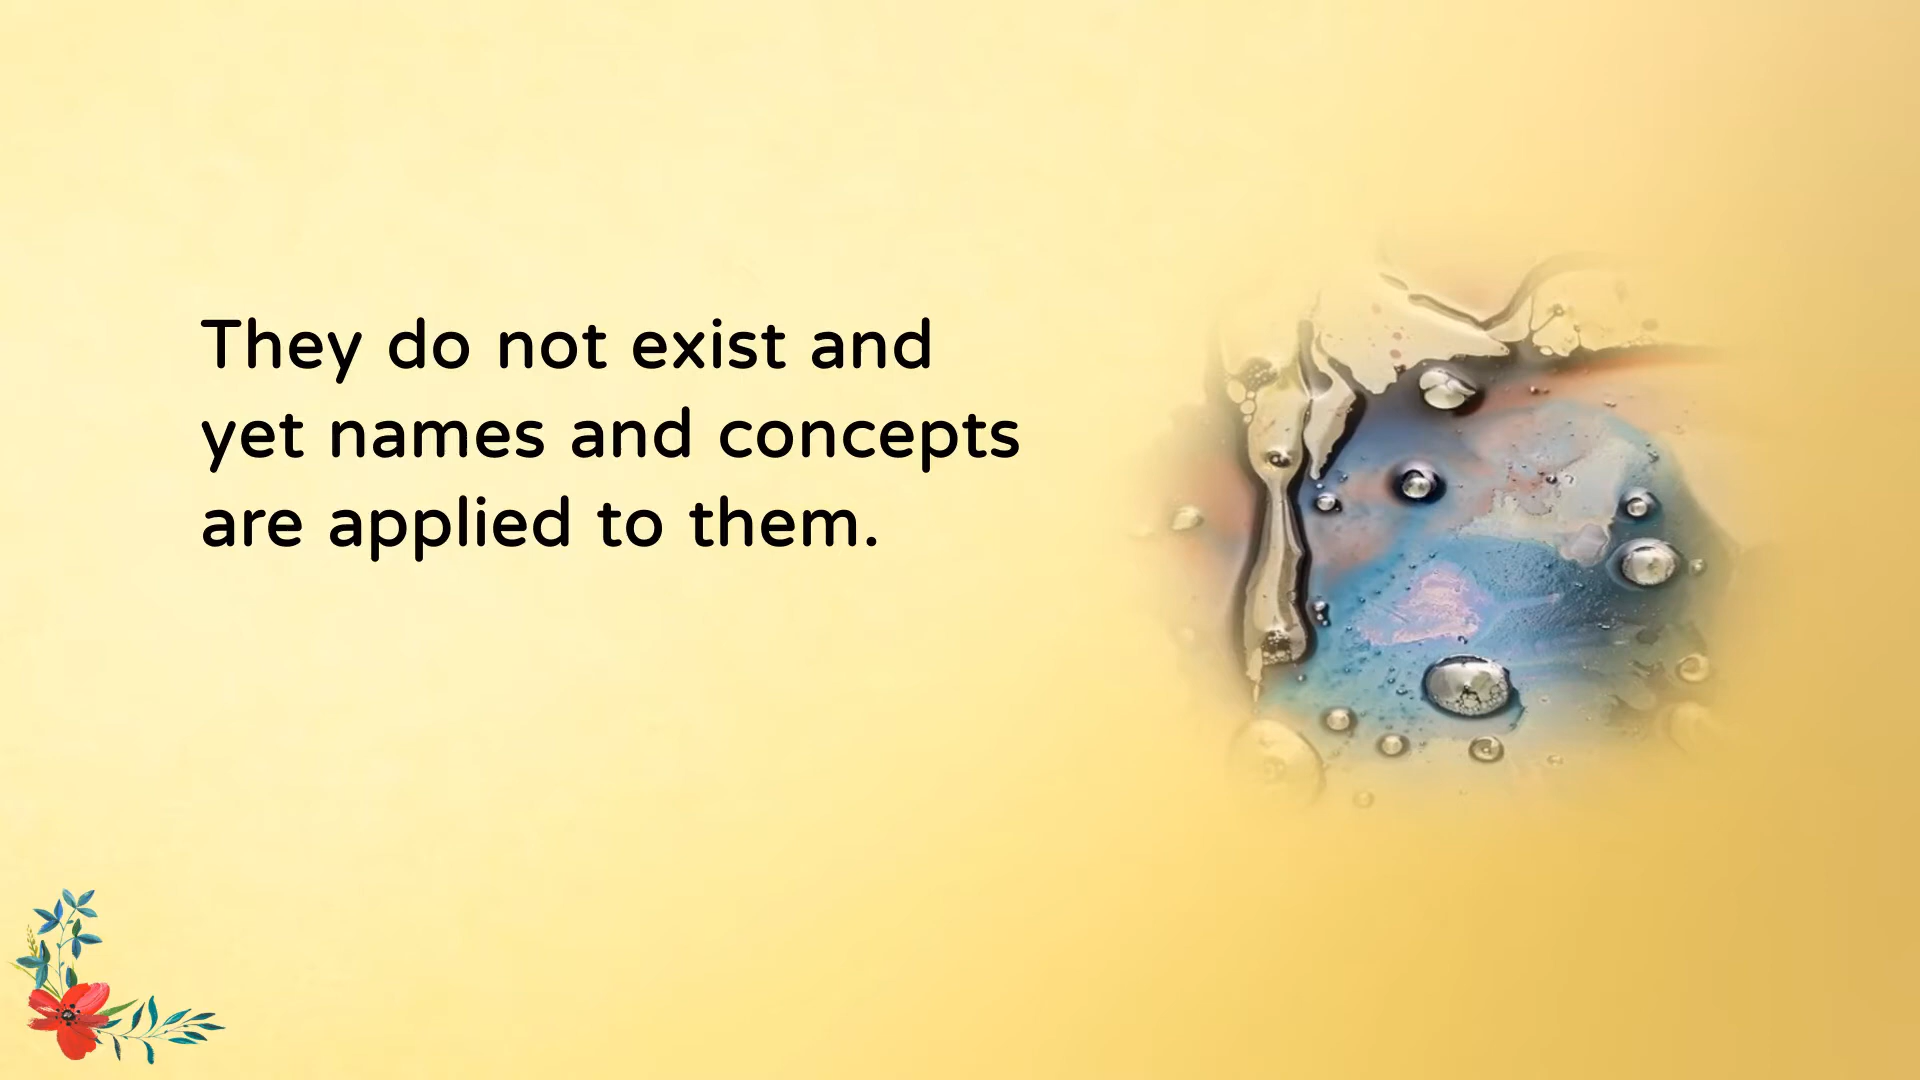 They do not exist and
yet names and concepts
are applied to them.